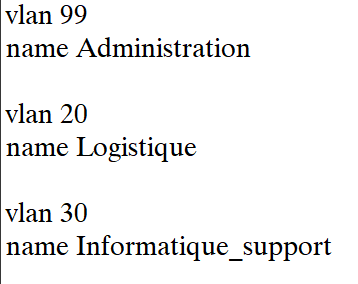 vlan 99
name Administration
vlan 20
name Logistique
vlan 30
name Informatique_support